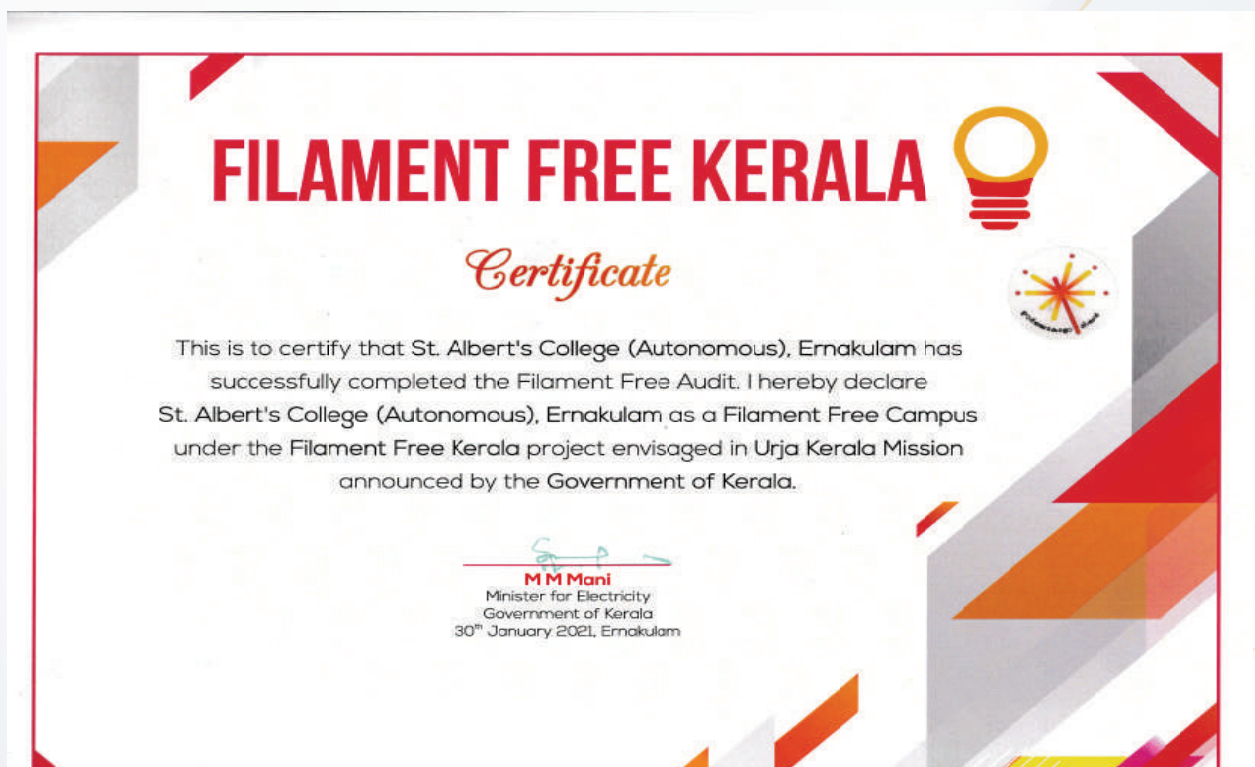 FILAMENT FREE KERALA
Certificate
This is to certify that St. Albert's College (Autonomous), Ernakulam has
successfully completed the Filament Free Audit. I hereby declare
St. Albert's College (Autonomous), Ernakulam as a Filament Free Campus
under the Filament Free Kerala project envisaged in Urja Kerala Mission
announced by the Government of Kerala.
M M Mani
Minister for Electricity
Government of Kerala
30th January 2021, Ernakulam